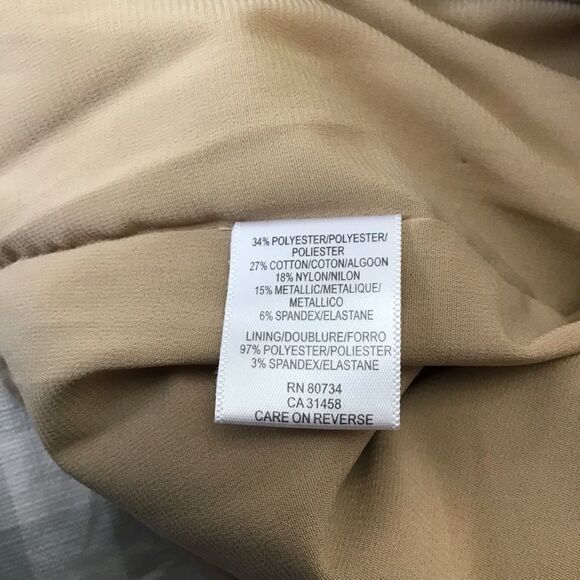 34% POLYESTER/POLYESTER/
POLIESTER
27% COTTON/COTON/ALGOON
18% NYLON/NILON
15% METALLIC/METALIQUE/
METALLICO
6% SPANDEX/ELASTANE
LINING/DOUBLURE/FORRO
97% POLYESTER/POLIESTER
3% SPANDEX/ELASTANE
RN 80734
CA 31458
CARE ON REVERSE